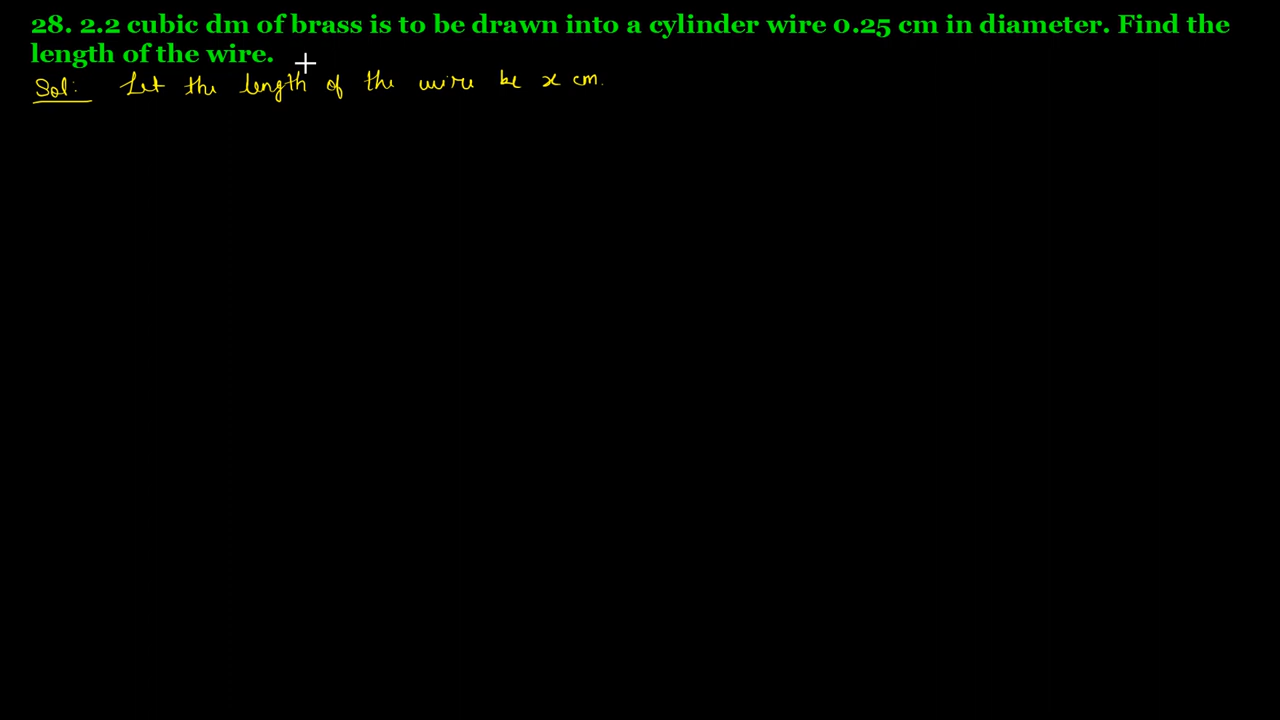 28. 2.2 cubic dm of brass is to be drawn into a cylinder wire 0.25 cm in diameter. Find the
length of the wire.
Sol: Let the length of the wire be x cm.